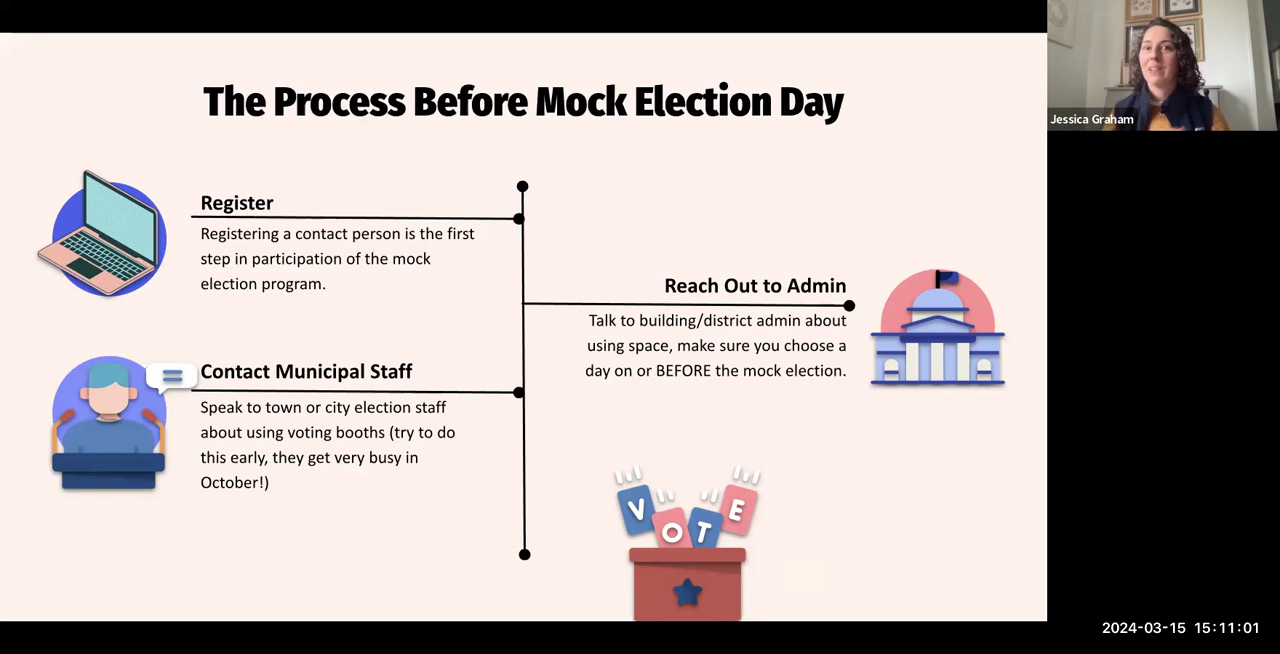 The Process Before Mock Election Day
Register
Registering a contact person is the first
step in participation of the mock
election program.
Reach Out to Admin
Talk to building/district admin about
using space, make sure you choose a
day on or BEFORE the mock election.
Contact Municipal Staff
Speak to town or city election staff
about using voting booths (try to do
this early, they get very busy in
October!)
VOTE
Jessica Graham
2024-03-15 15:11:01